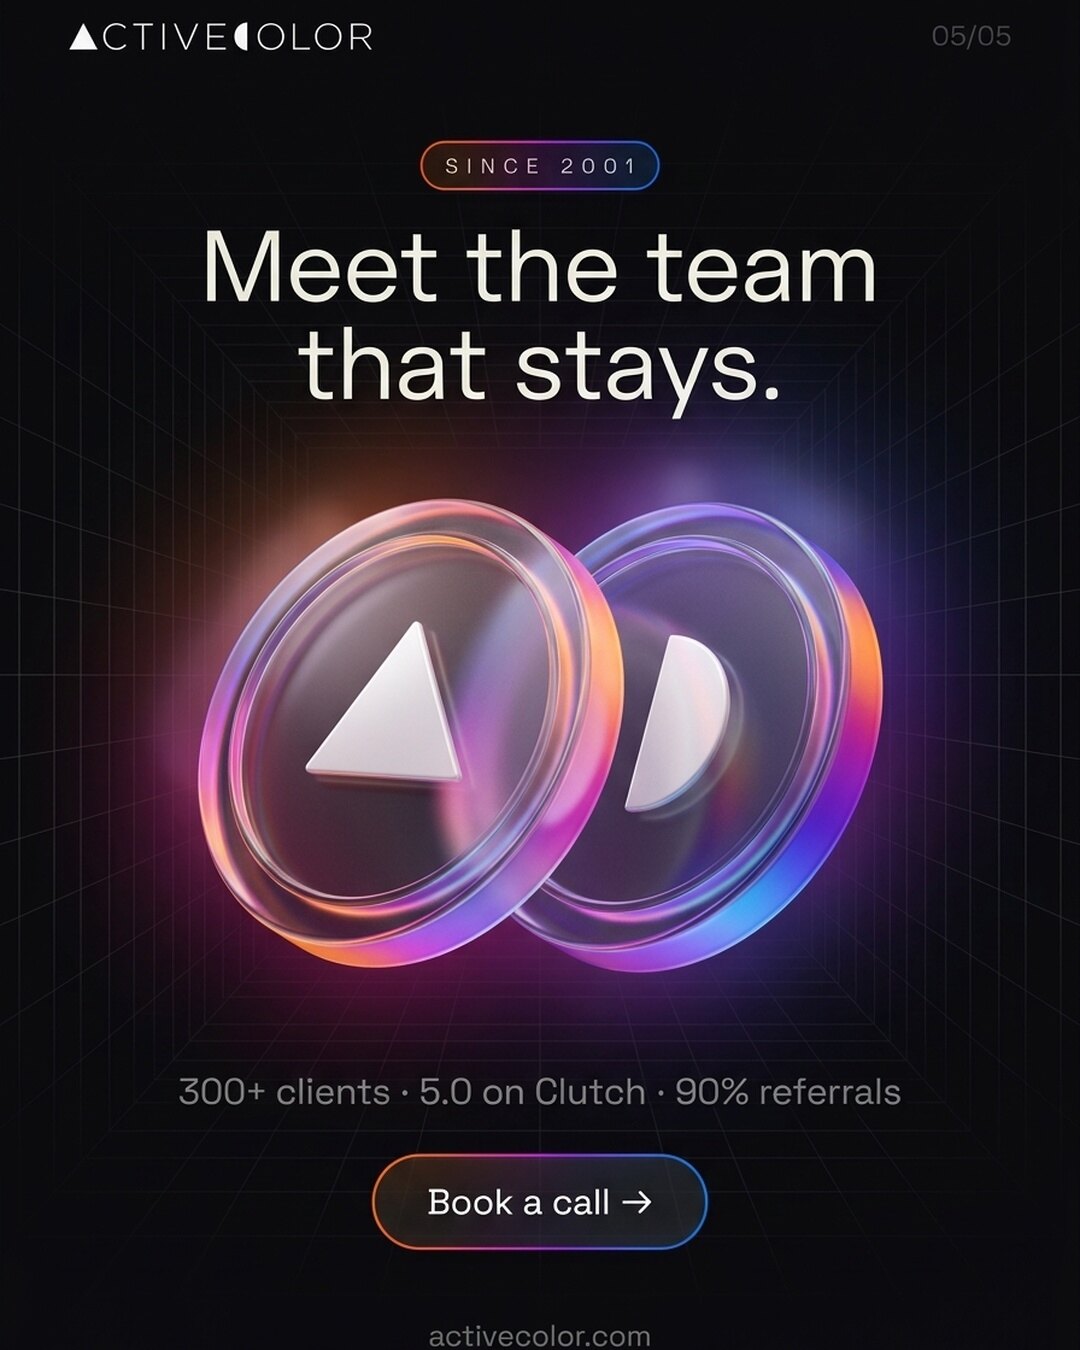 ACTIVECOLOR
05/05
SINCE 2001
Meet the team
that stays.
300+ clients · 5.0 on Clutch · 90% referrals
Book a call →
activecolor.com